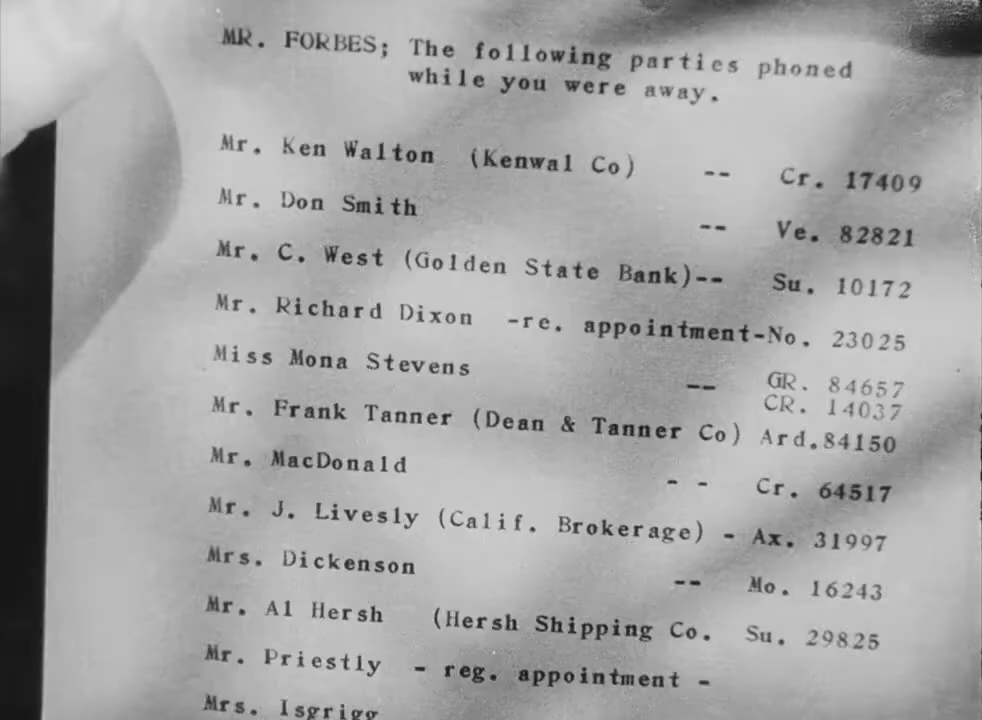 MR. FORBES; The following parties phoned
while you were away.
Mr. Ken Walton (Kenwal Co) -- Cr. 17409
Mr. Don Smith -- Ve. 82821
Mr. C. West (Golden State Bank)-- Su. 10172
Mr. Richard Dixon -re. appointment-No. 23025
Miss Mona Stevens -- GR. 84657
CR. 14037
Mr. Frank Tanner (Dean & Tanner Co) Ard.84150
Mr. MacDonald - - Cr. 64517
Mr. J. Livesly (Calif. Brokerage) - Ax. 31997
Mrs. Dickenson -- Mo. 16243
Mr. Al Hersh (Hersh Shipping Co. Su. 29825
Mr. Priestly - reg. appointment -
Mrs. Isgrigg